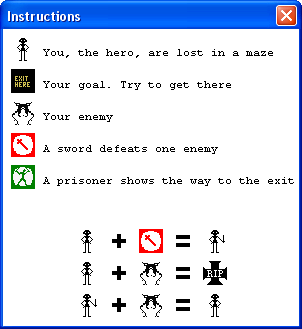 Instructions
You, the hero, are lost in a maze
EXIT
HERE
Your goal. Try to get there
Your enemy
A sword defeats one enemy
A prisoner shows the way to the exit
+ =
+ = RIP
+ =